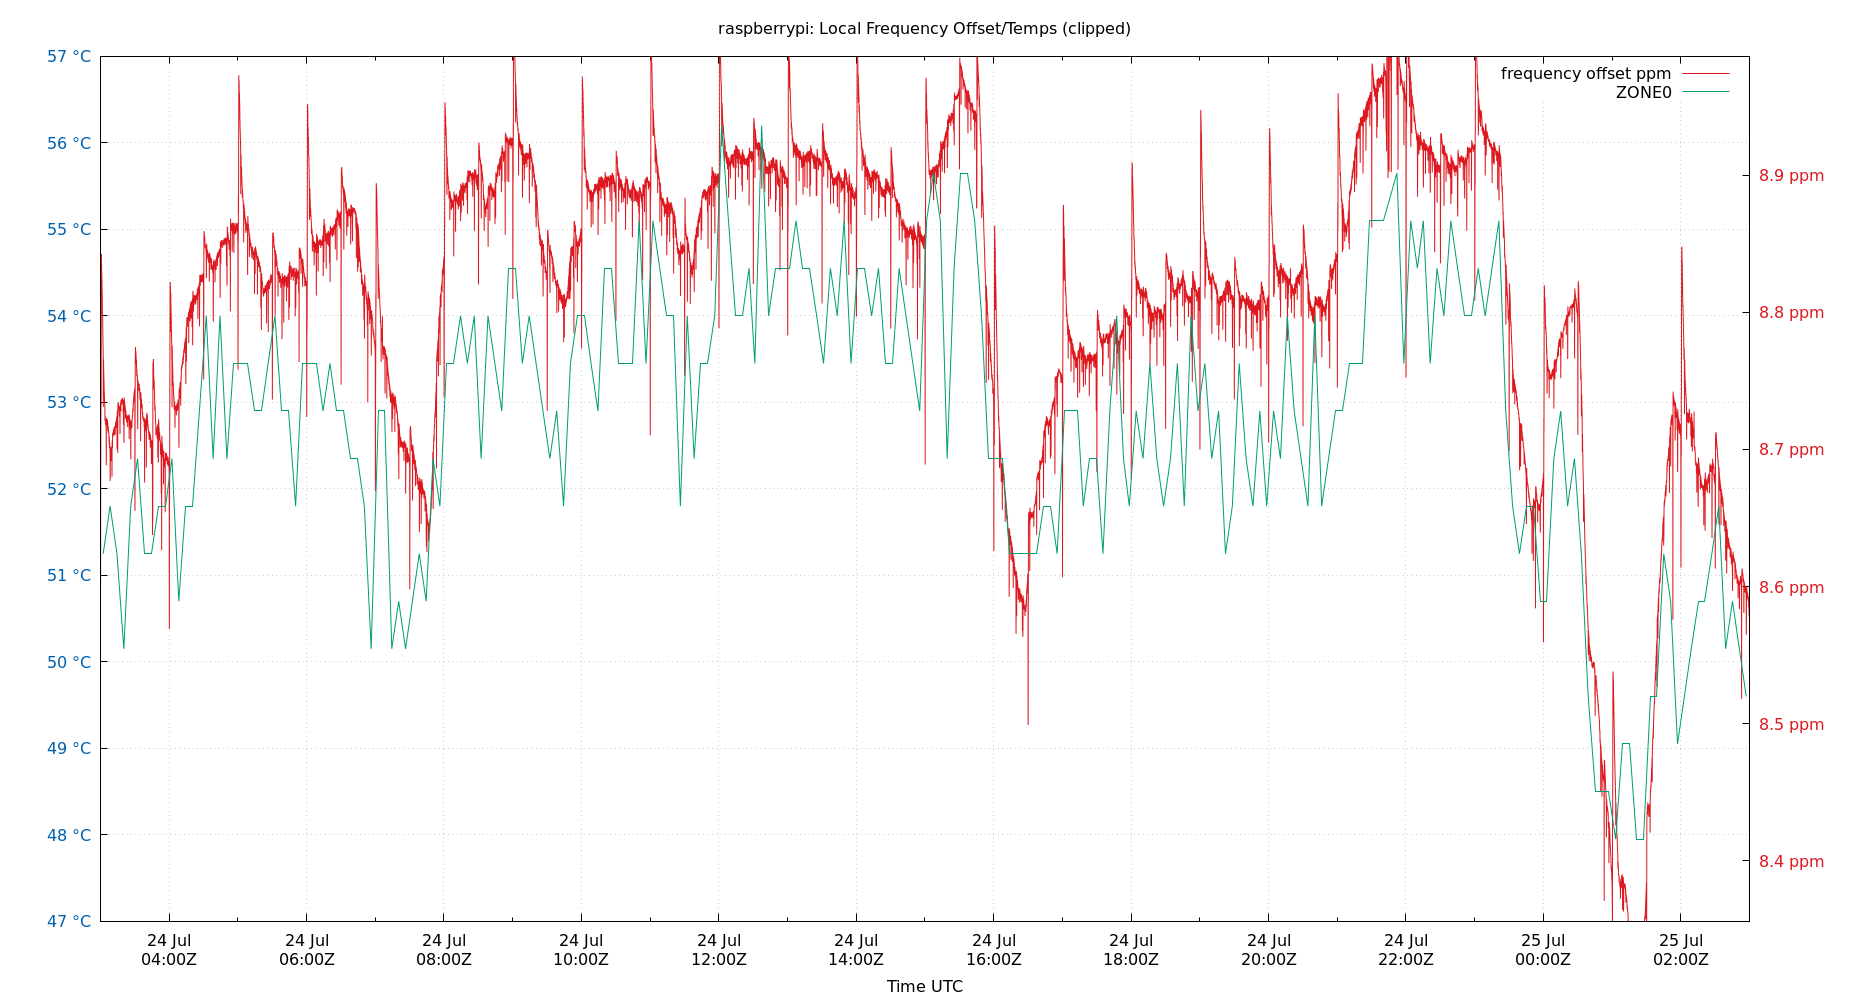 raspberrypi: Local Frequency Offset/Temps (clipped)
frequency offset ppm
ZONE0
57 °C
56 °C
55 °C
54 °C
53 °C
52 °C
51 °C
50 °C
49 °C
48 °C
47 °C
8.9 ppm
8.8 ppm
8.7 ppm
8.6 ppm
8.5 ppm
8.4 ppm
24 Jul 24 Jul 24 Jul 24 Jul 24 Jul 24 Jul 24 Jul 24 Jul 24 Jul 24 Jul 25 Jul 25 Jul
04:00Z 06:00Z 08:00Z 10:00Z 12:00Z 14:00Z 16:00Z 18:00Z 20:00Z 22:00Z 00:00Z 02:00Z
Time UTC